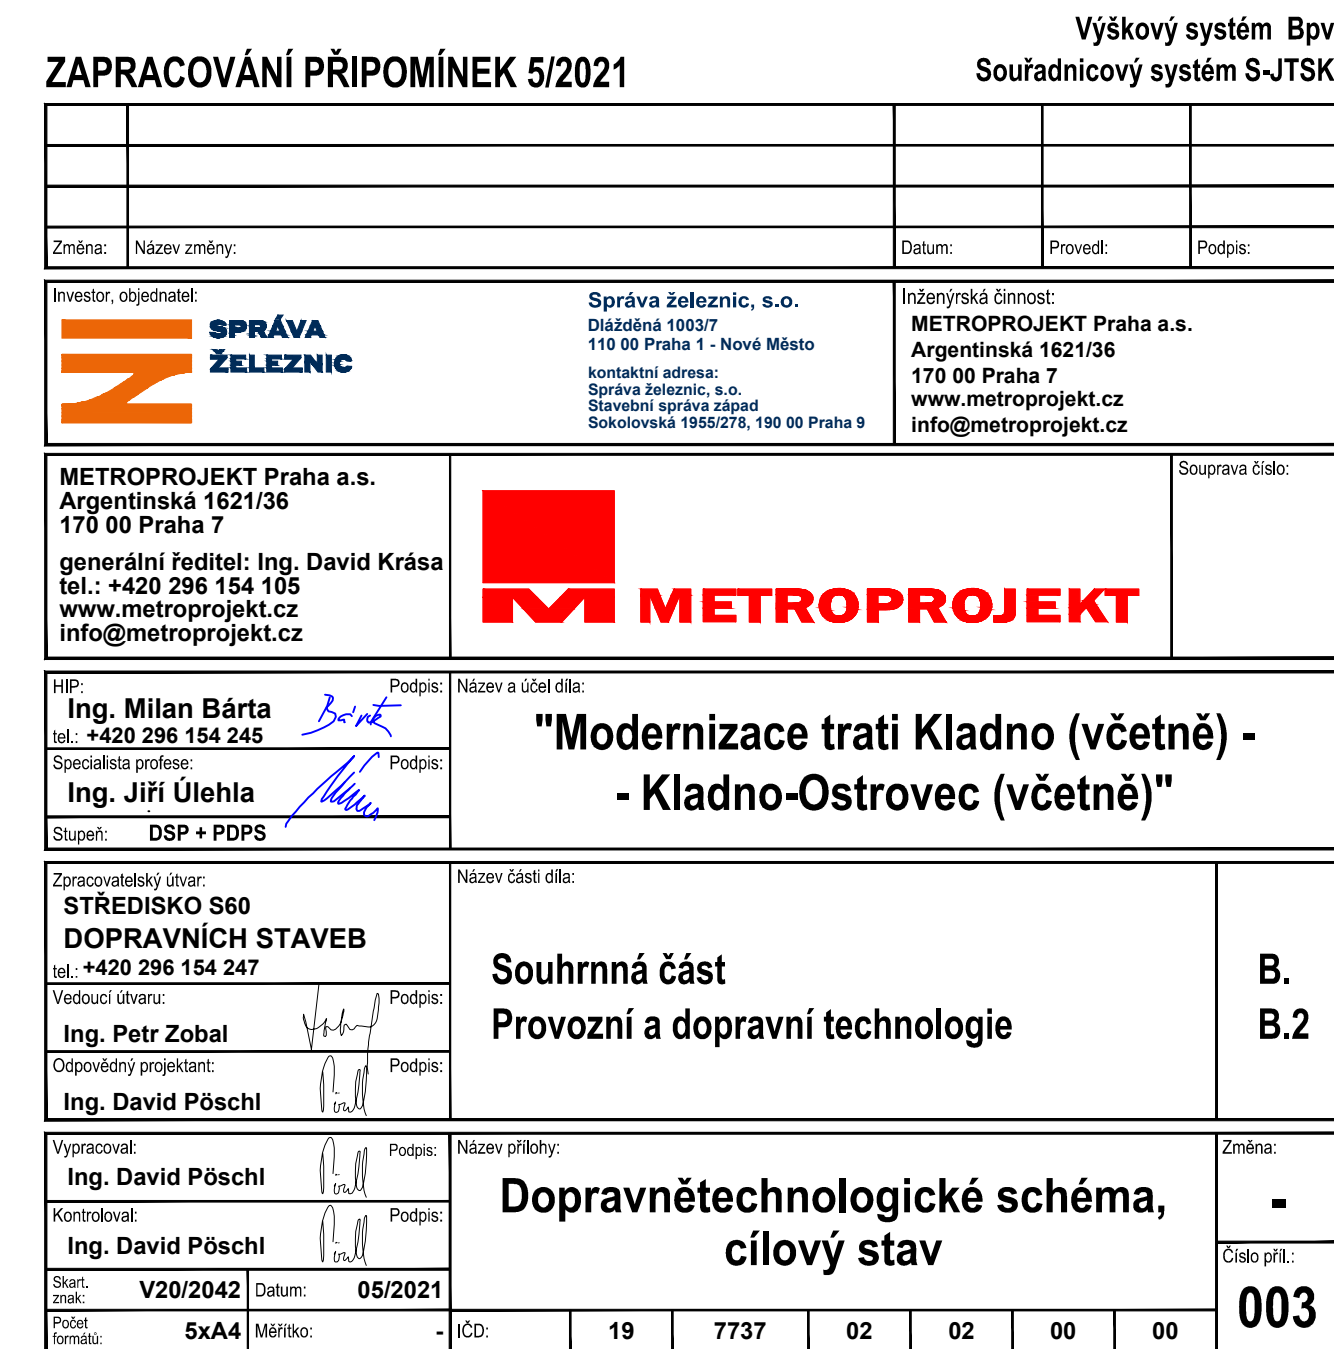 Výškový systém Bpv
ZAPRACOVÁNÍ PŘIPOMÍNEK 5/2021
Souřadnicový systém S-JTSK
Změna: Název změny: Datum: Provedl: Podpis:
Investor, objednatel:
SPRÁVA
ŽELEZNIC
Správa železnic, s.o.
Dlážděná 1003/7
110 00 Praha 1 - Nové Město
kontaktní adresa:
Správa železnic, s.o.
Stavební správa západ
Sokolovská 1955/278, 190 00 Praha 9
Inženýrská činnost:
METROPROJEKT Praha a.s.
Argentinská 1621/36
170 00 Praha 7
www.metroprojekt.cz
info@metroprojekt.cz
METROPROJEKT Praha a.s.
Argentinská 1621/36
170 00 Praha 7
generální ředitel: Ing. David Krása
tel.: +420 296 154 105
www.metroprojekt.cz
info@metroprojekt.cz
METROPROJEKT
Souprava číslo:
HIP: Podpis:
Ing. Milan Bárta
Bárta
tel.: +420 296 154 245
Specialista profese: Podpis:
Ing. Jiří Úlehla
Stupeň: DSP + PDPS
Název a účel díla:
"Modernizace trati Kladno (včetně) -
- Kladno-Ostrovec (včetně)"
Zpracovatelský útvar:
STŘEDISKO S60
DOPRAVNÍCH STAVEB
tel.: +420 296 154 247
Vedoucí útvaru: Podpis:
Ing. Petr Zobal
Odpovědný projektant: Podpis:
Ing. David Pöschl
Název části díla:
Souhrnná část B.
Provozní a dopravní technologie B.2
Vypracoval: Podpis:
Ing. David Pöschl
Kontroloval: Podpis:
Ing. David Pöschl
Skart. znak: V20/2042 Datum: 05/2021
Počet formátů: 5xA4 Měřítko: -
Název přílohy:
Dopravnětechnologické schéma,
cílový stav
IČD: 19 7737 02 02 00 00
Změna:
-
Číslo příl.:
003